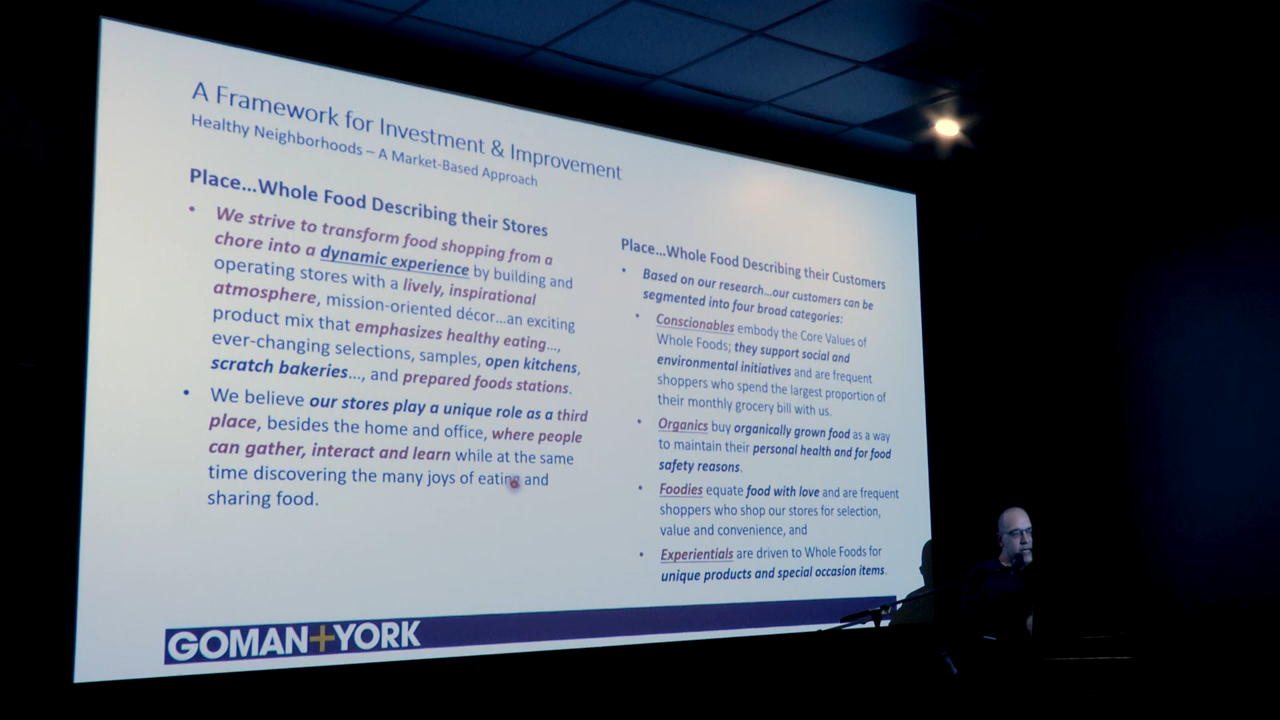 A Framework for Investment & Improvement
Healthy Neighborhoods – A Market-Based Approach
Place...Whole Food Describing their Stores
• We strive to transform food shopping from a
chore into a dynamic experience by building and
operating stores with a lively, inspirational
atmosphere, mission-oriented décor...an exciting
product mix that emphasizes healthy eating...,
ever-changing selections, samples, open kitchens,
scratch bakeries..., and prepared foods stations.
• We believe our stores play a unique role as a third
place, besides the home and office, where people
can gather, interact and learn while at the same
time discovering the many joys of eating and
sharing food.
Place...Whole Food Describing their Customers
• Based on our research...our customers can be
segmented into four broad categories:
• Conscionables embody the Core Values of
Whole Foods; they support social and
environmental initiatives and are frequent
shoppers who spend the largest proportion of
their monthly grocery bill with us.
• Organics buy organically grown food as a way
to maintain their personal health and for food
safety reasons.
• Foodies equate food with love and are frequent
shoppers who shop our stores for selection,
value and convenience, and
• Experientials are driven to Whole Foods for
unique products and special occasion items.
GOMAN+YORK